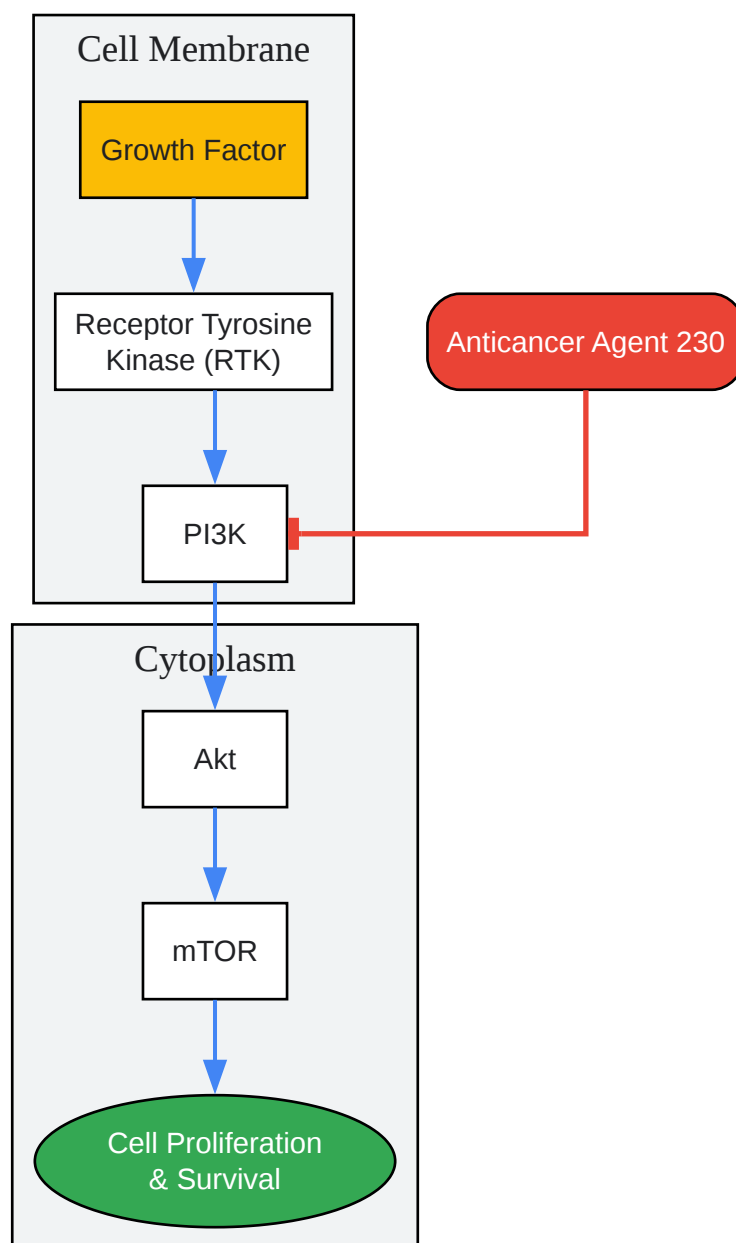 Cell Membrane
Growth Factor
Receptor Tyrosine
Kinase (RTK)
Anticancer Agent 230
PI3K
Cytoplasm
Akt
mTOR
Cell Proliferation
& Survival